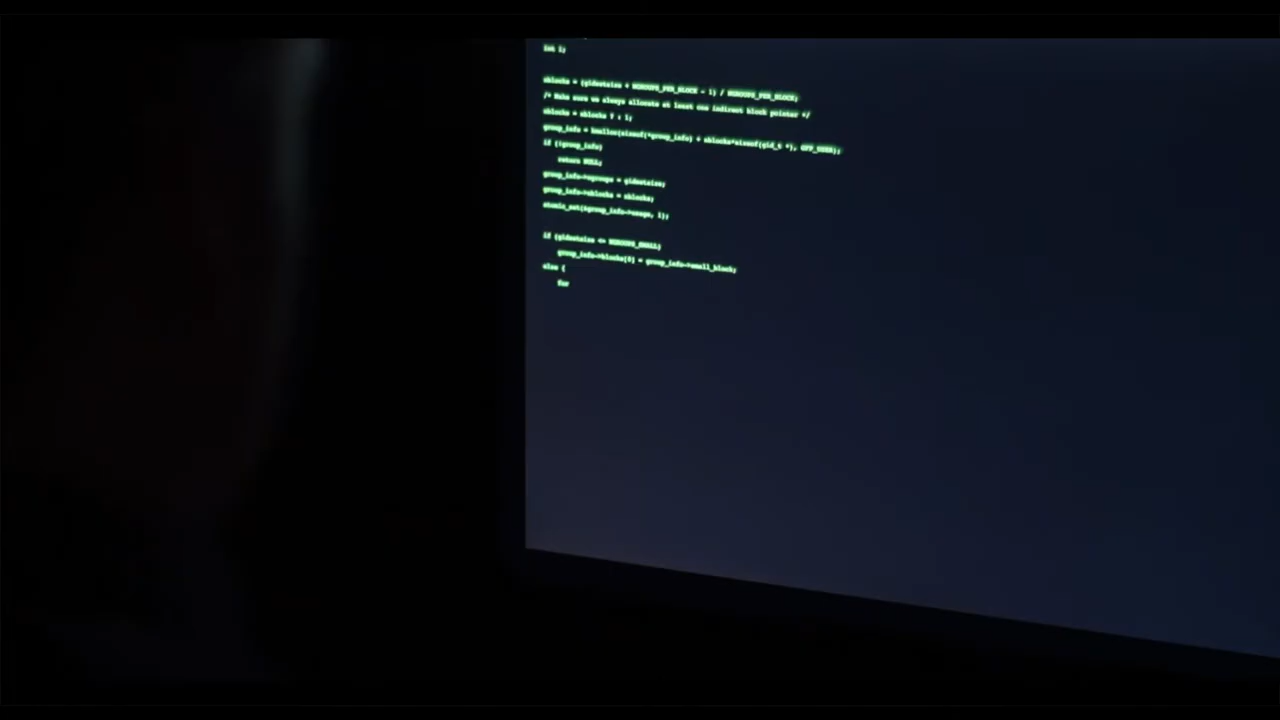 int i;
nblocks = (gidsetsize + NGROUPS_PER_BLOCK - 1) / NGROUPS_PER_BLOCK;
/* Make sure we always allocate at least one indirect block pointer */
nblocks = nblocks ? : 1;
group_info = kmalloc(sizeof(*group_info) + nblocks*sizeof(gid_t *), GFP_USER);
if (!group_info)
return NULL;
group_info->ngroups = gidsetsize;
group_info->nblocks = nblocks;
atomic_set(&group_info->usage, 1);
if (gidsetsize <= NGROUPS_SMALL)
group_info->blocks[0] = group_info->small_block;
else {
for